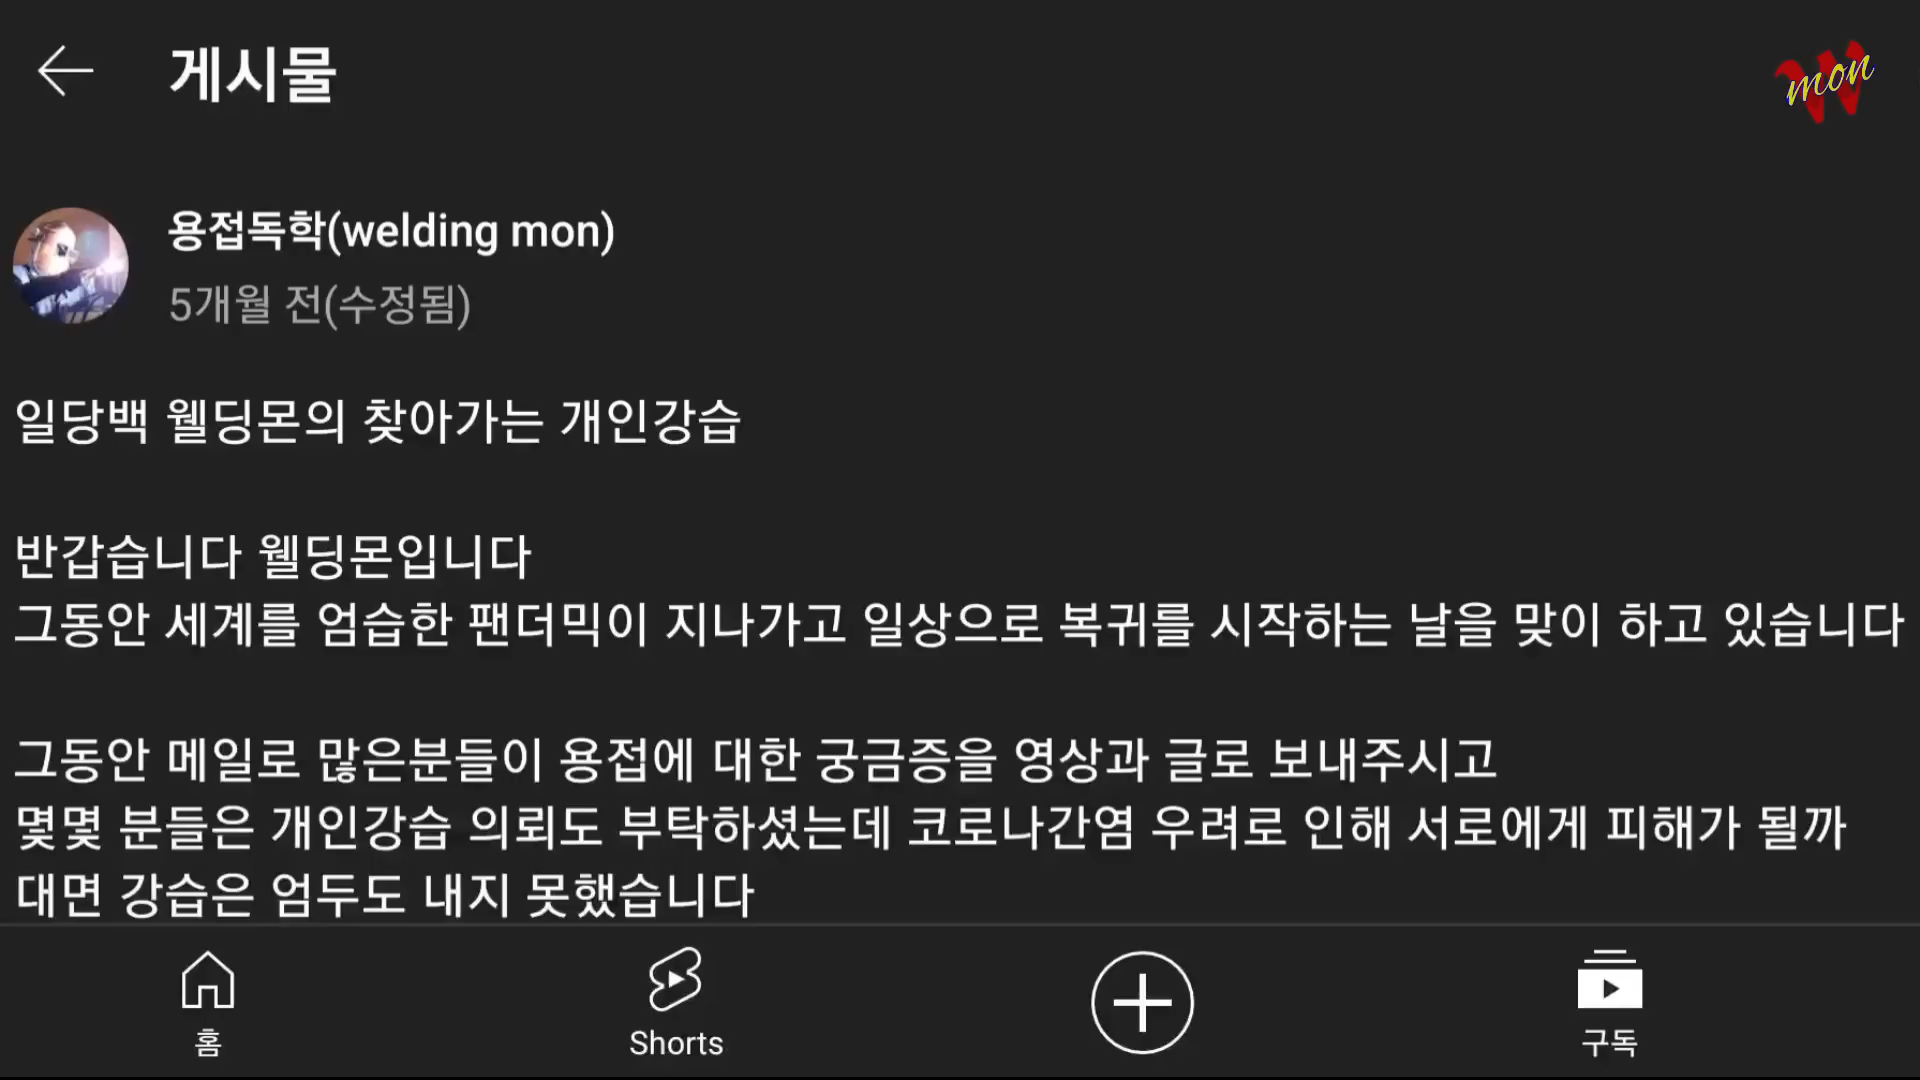 게시물
W mon
용접독학(welding mon)
5개월 전(수정됨)
일당백 웰딩몬의 찾아가는 개인강습
반갑습니다 웰딩몬입니다
그동안 세계를 엄습한 팬더믹이 지나가고 일상으로 복귀를 시작하는 날을 맞이 하고 있습니다
그동안 메일로 많은분들이 용접에 대한 궁금증을 영상과 글로 보내주시고
몇몇 분들은 개인강습 의뢰도 부탁하셨는데 코로나간염 우려로 인해 서로에게 피해가 될까
대면 강습은 엄두도 내지 못했습니다
홈
Shorts
구독